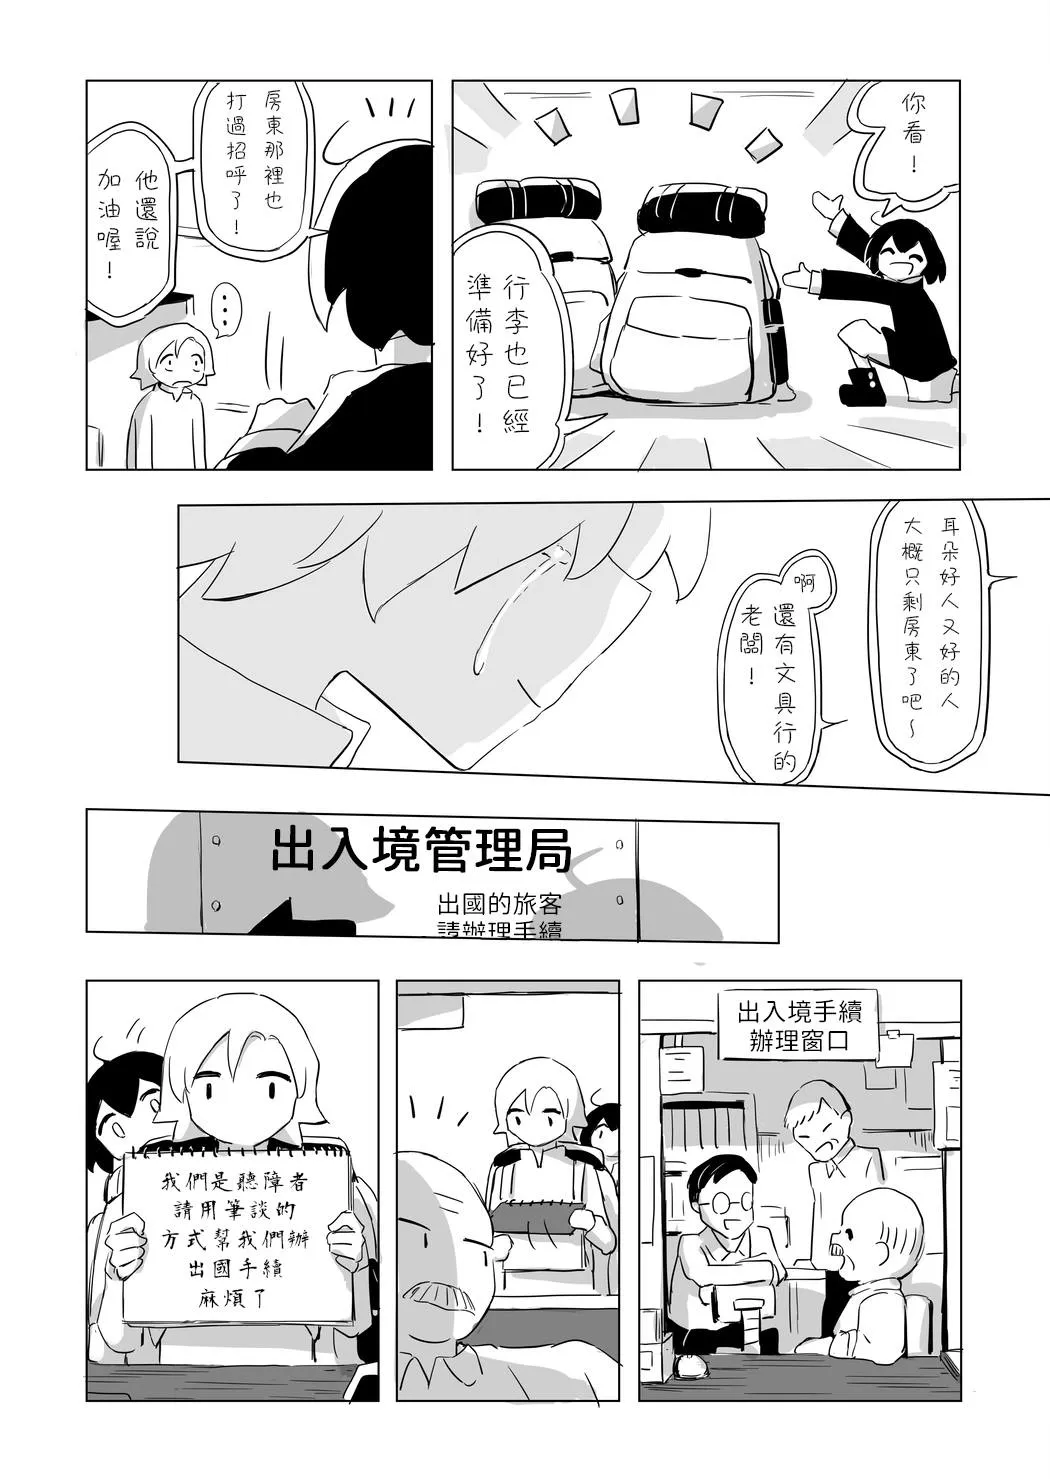 你看！
行李也已經
準備好了！
房東那裡也
打過招呼了！
他還說
加油喔！
耳朵好人又好的人
大概只剩房東了吧～
啊
還有文具行的
老闆！
出入境管理局
出國的旅客
請辦理手續
出入境手續
辦理窗口
我們是聽障者
請用筆談的
方式幫我們辦
出國手續
麻煩了